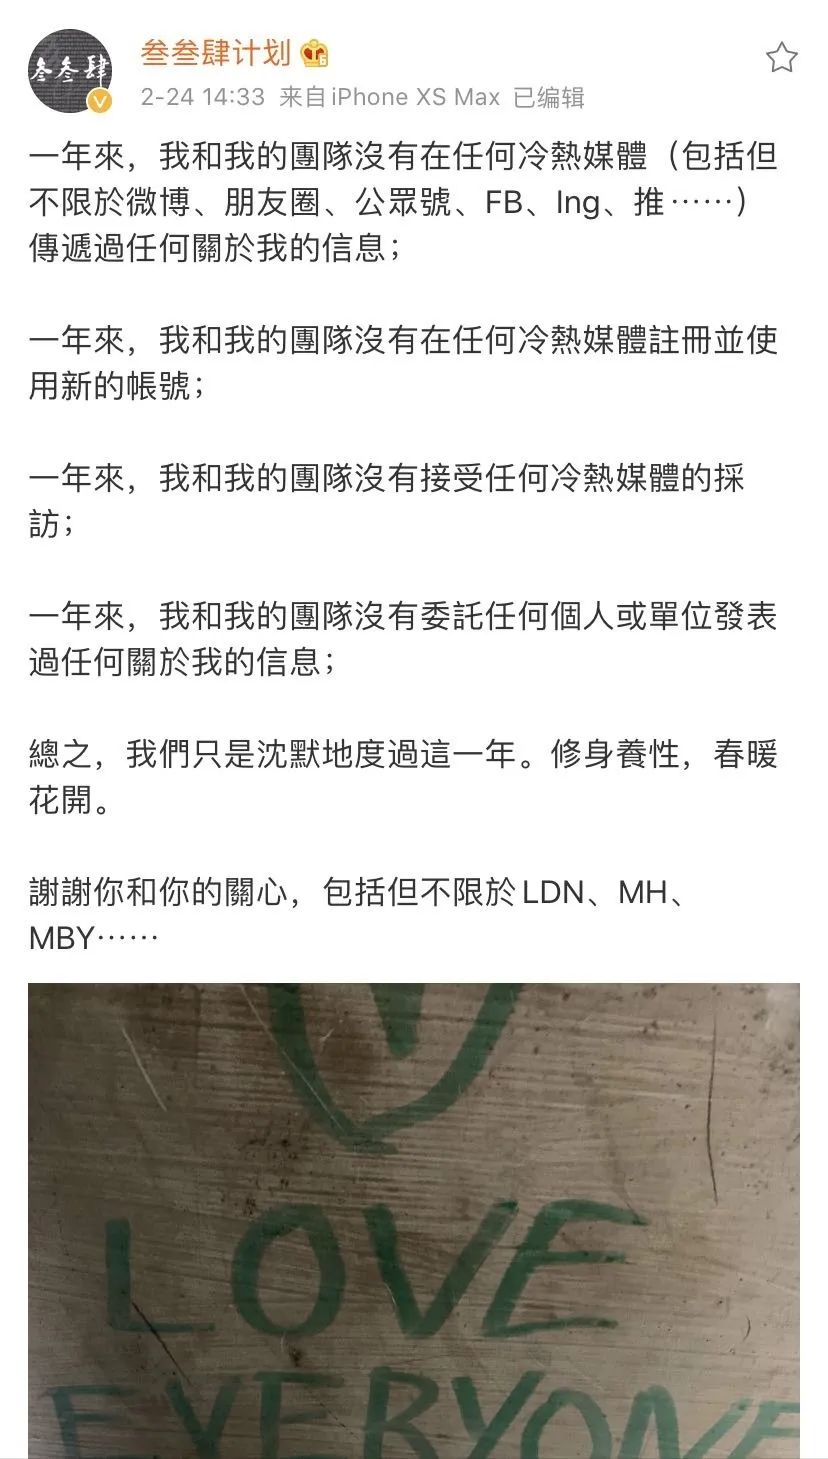 叁叁肆
叁叁肆计划
2-24 14:33 来自iPhone XS Max 已编辑
一年來，我和我的團隊沒有在任何冷熱媒體（包括但
不限於微博、朋友圈、公眾號、FB、Ing、推⋯⋯）
傳遞過任何關於我的信息；
一年來，我和我的團隊沒有在任何冷熱媒體註冊並使
用新的帳號；
一年來，我和我的團隊沒有接受任何冷熱媒體的採
訪；
一年來，我和我的團隊沒有委託任何個人或單位發表
過任何關於我的信息；
總之，我們只是沈默地度過這一年。修身養性，春暖
花開。
謝謝你和你的關心，包括但不限於LDN、MH、
MBY⋯⋯
LOVE
EVERYONE